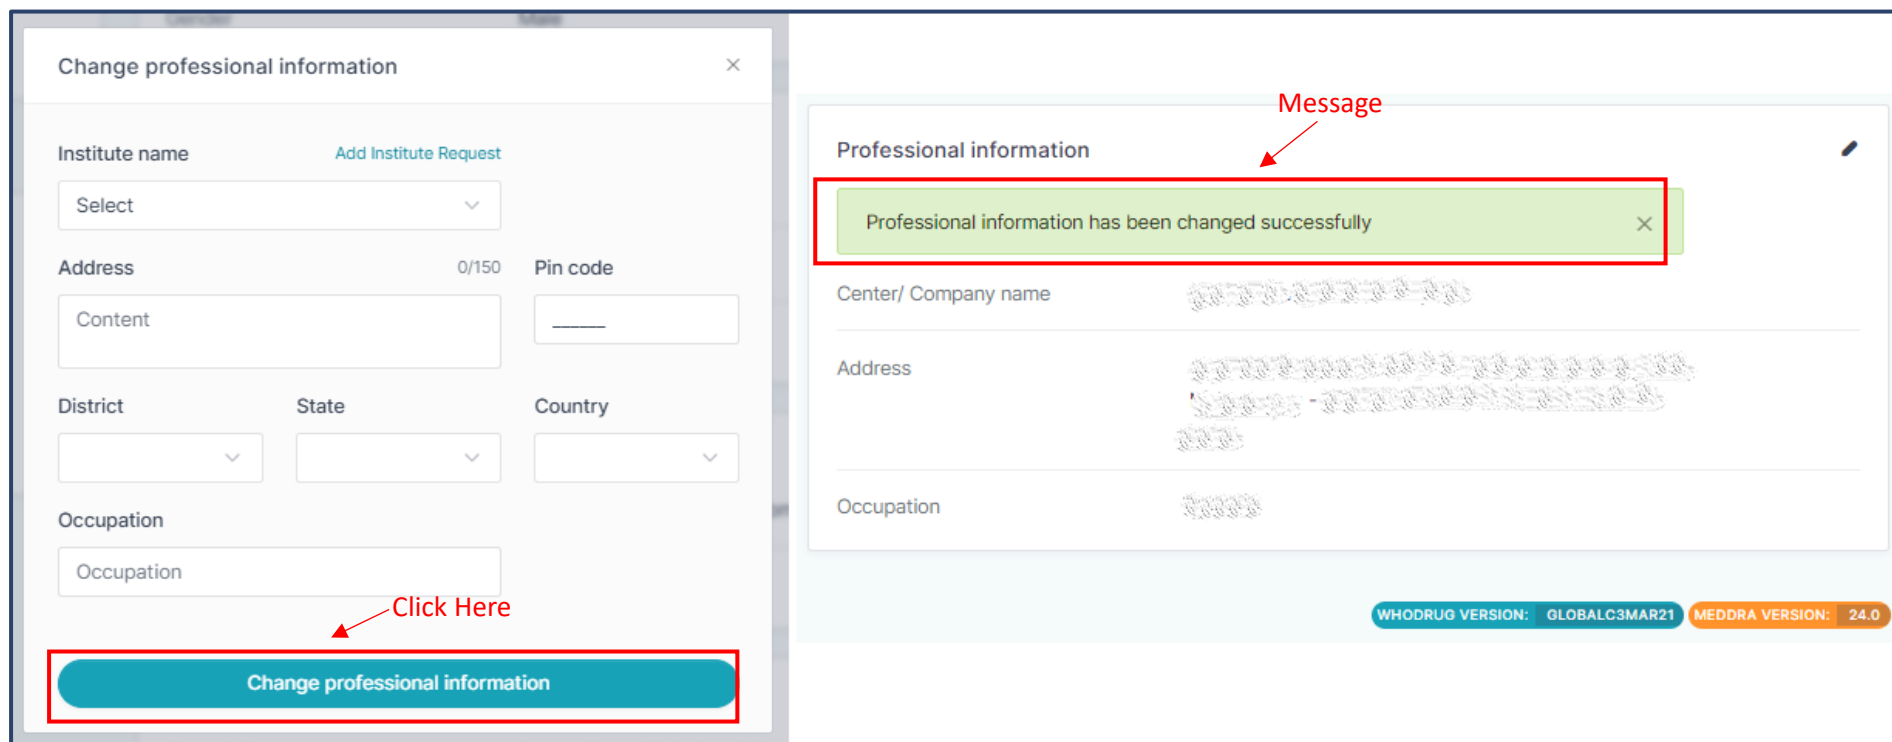 Gender Male
Change professional information ×
Institute name Add Institute Request
Select
Address 0/150 Pin code
Content ______
District State Country
Occupation
Occupation
Click Here
Change professional information
Message
Professional information
Professional information has been changed successfully ×
Center/ Company name
Address
Occupation
WHODRUG VERSION: GLOBALC3MAR21 MEDDRA VERSION: 24.0